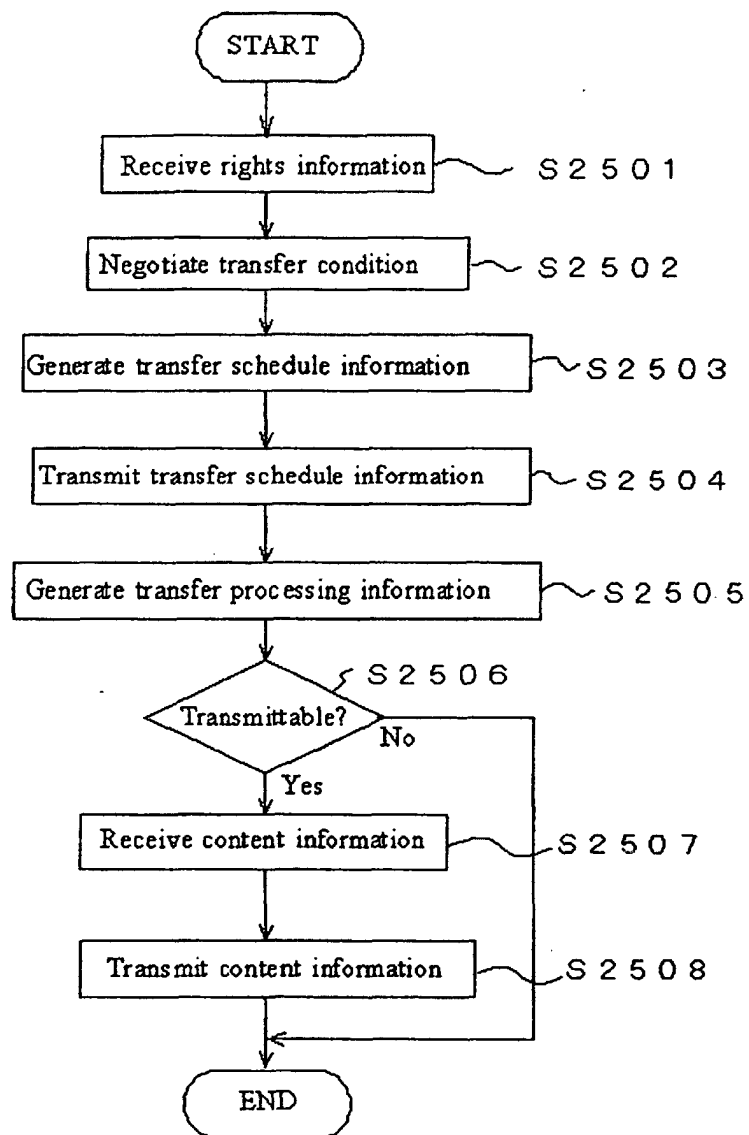 START
Receive rights information
S2501
Negotiate transfer condition
S2502
Generate transfer schedule information
S2503
Transmit transfer schedule information
S2504
Generate transfer processing information
S2505
S2506
Transmittable?
No
Yes
Receive content information
S2507
Transmit content information
S2508
END